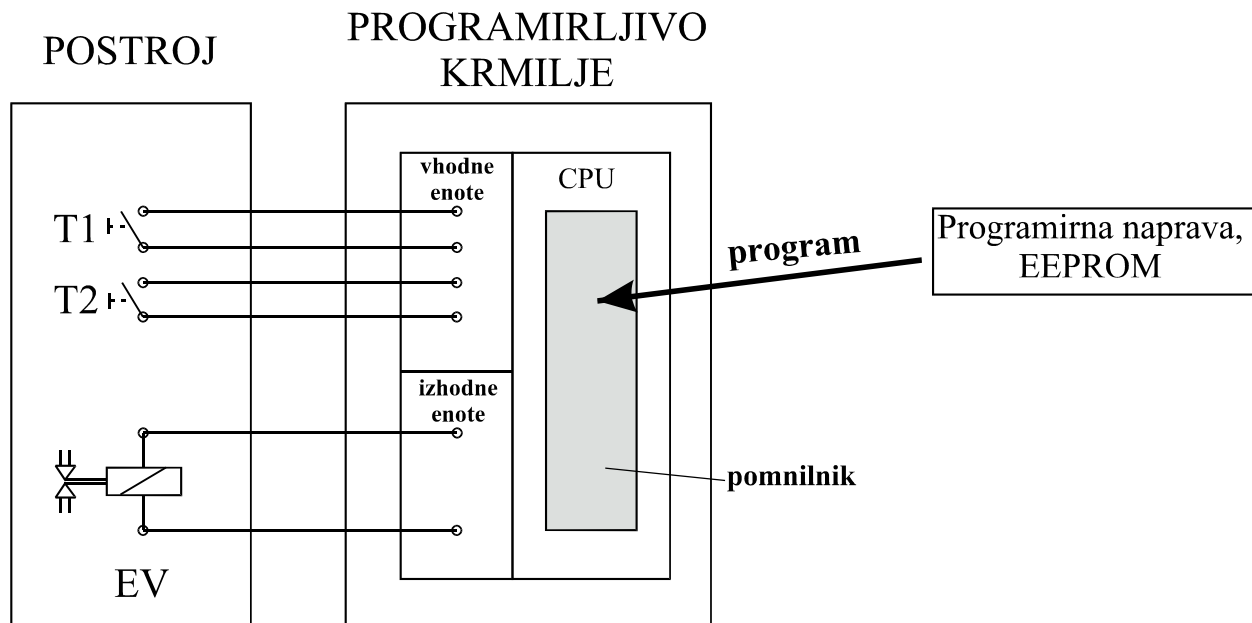 POSTROJ
PROGRAMIRLJIVO
KRMILJE
T1
T2
EV
vhodne
enote
izhodne
enote
CPU
pomnilnik
program
Programirna naprava,
EEPROM